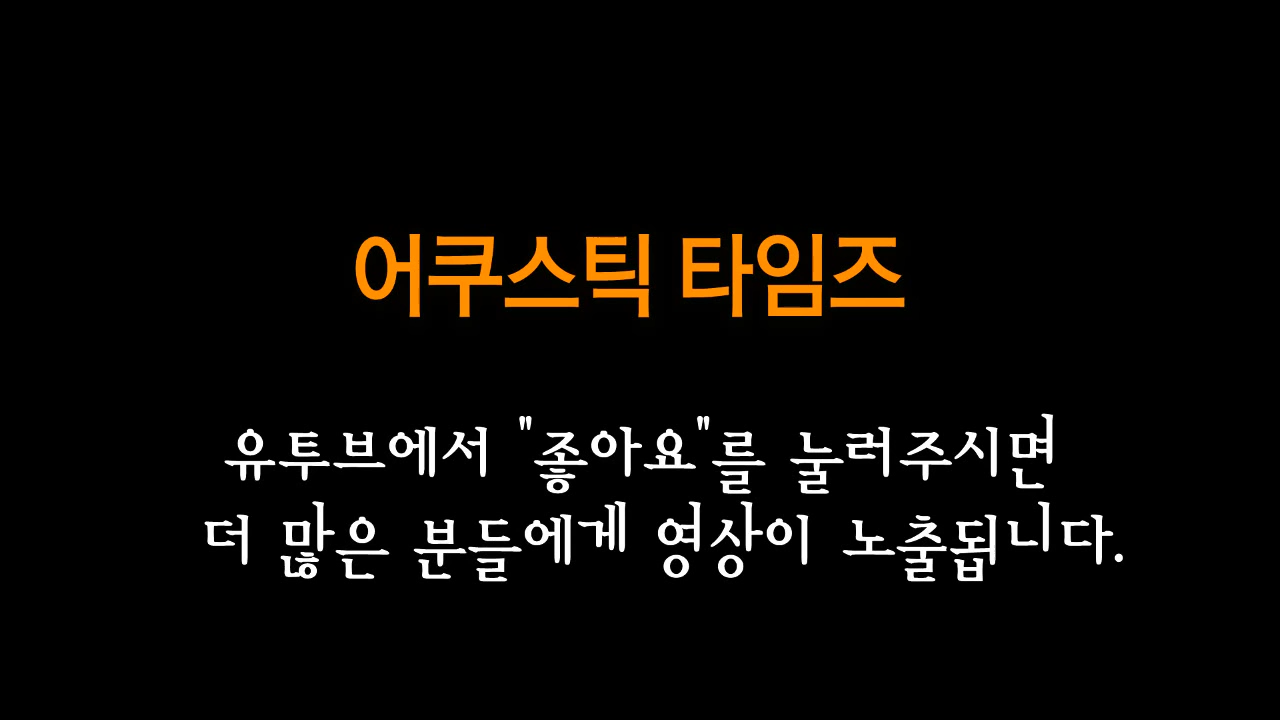 어쿠스틱 타임즈
유투브에서 "좋아요"를 눌러주시면
더 많은 분들에게 영상이 노출됩니다.